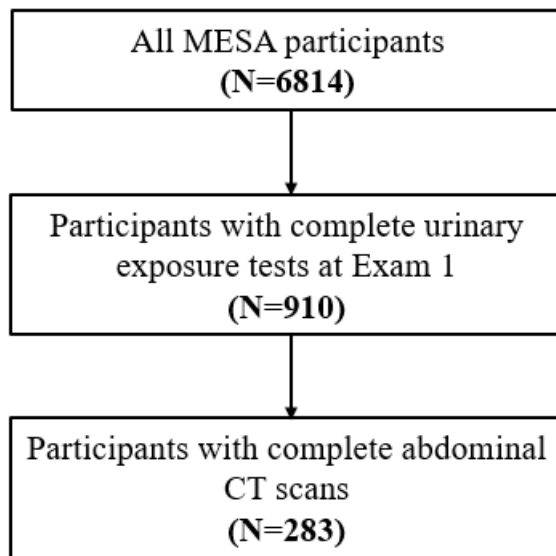 All MESA participants
(N=6814)
Participants with complete urinary
exposure tests at Exam 1
(N=910)
Participants with complete abdominal
CT scans
(N=283)